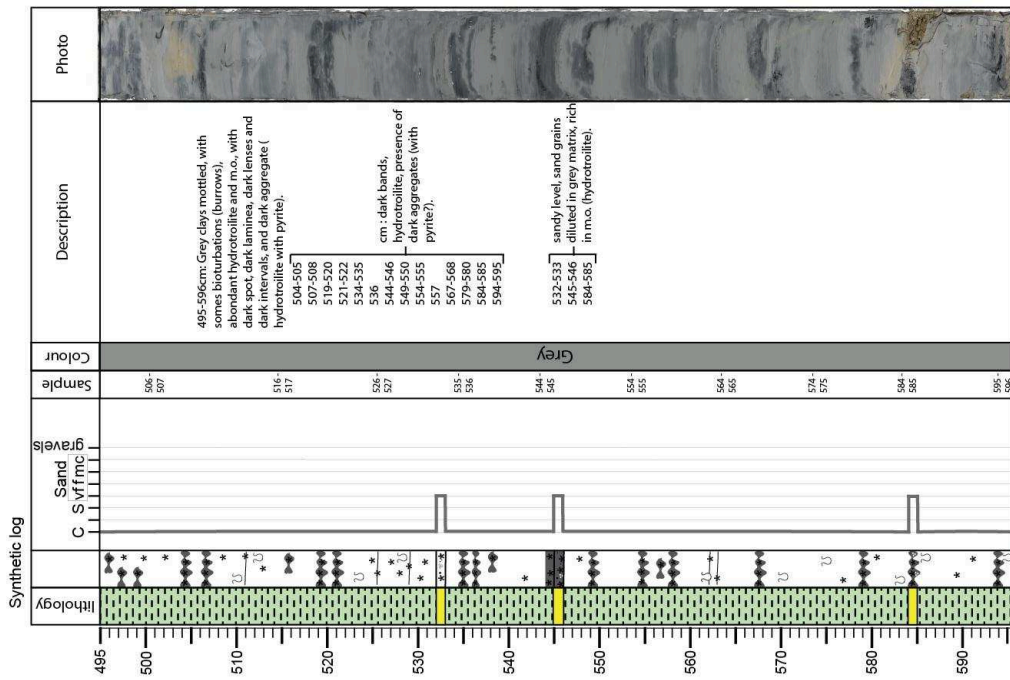 Synthetic log
lithology
C
S
vf f m c
Sand
gravels
Sample
Colour
Description
Photo
495
500
510
520
530
540
550
560
570
580
590
506-
507
516-
517
526-
527
535-
536
544-
545
554-
555
564-
565
574-
575
584-
585
595-
596
Grey
495-596cm: Grey clays mottled, with
somes bioturbations (burrows),
abondant hydrotroilite and m.o., with
dark spot, dark laminea, dark lenses and
dark intervals, and dark aggregate (
hydrotroilite with pyrite).
504-505
507-508
519-520
521-522
534-535
536
544-546
549-550
554-555
557
567-568
579-580
584-585
594-595
cm : dark bands,
hydrotroilite, presence of
dark aggregates (with
pyrite?).
532-533
545-546
584-585
sandy level, sand grains
diluted in grey matrix, rich
in m.o. (hydrotroilite).